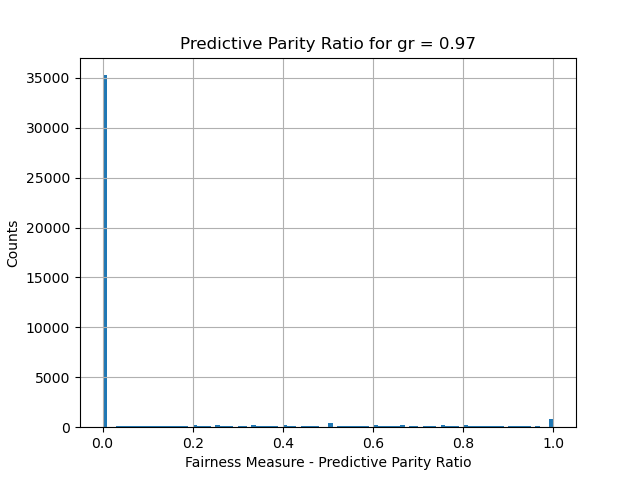 Predictive Parity Ratio for gr = 0.97
35000
30000
25000
20000
15000
10000
5000
0
Counts
0.0 0.2 0.4 0.6 0.8 1.0
Fairness Measure - Predictive Parity Ratio